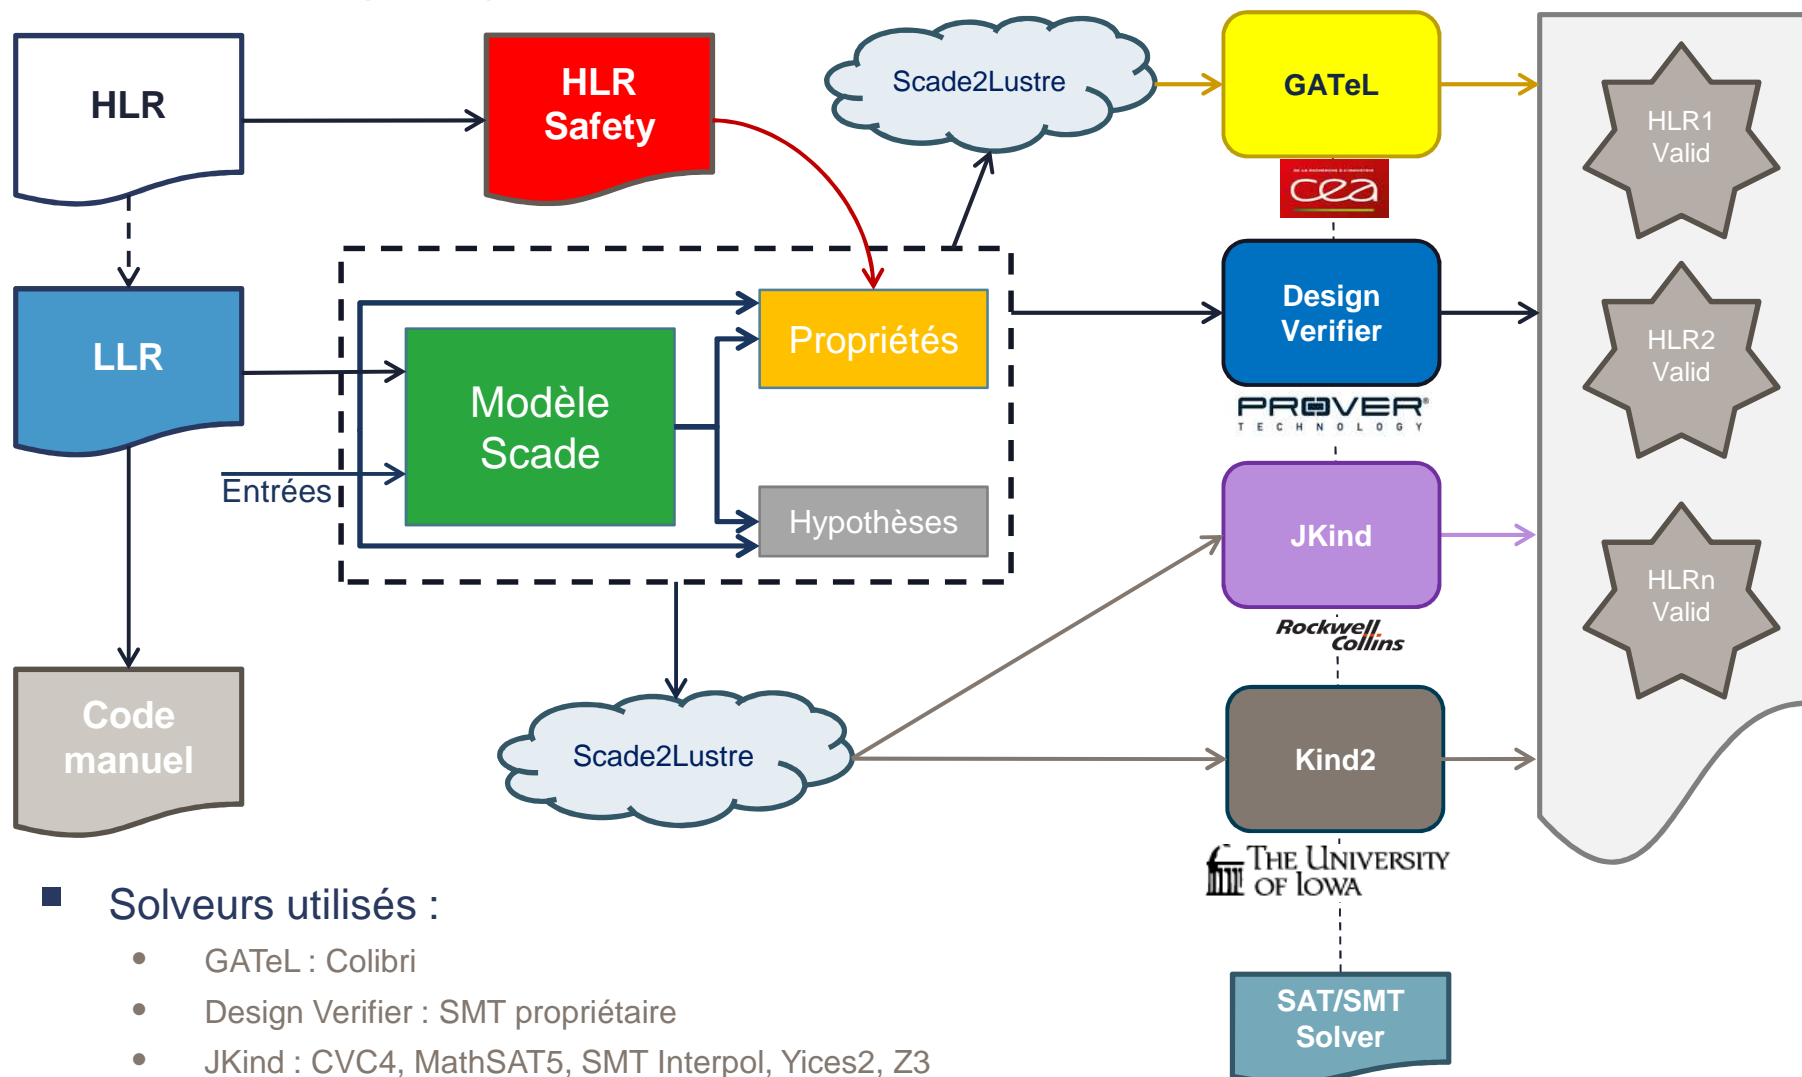 HLR
HLR
Safety
Scade2Lustre
GATeL
HLR1
Valid
cea
LLR
Propriétés
Modèle
Scade
Entrées
Hypothèses
Design
Verifier
PROVER
TECHNOLOGY
HLR2
Valid
JKind
Rockwell
Collins
HLRn
Valid
Code
manuel
Scade2Lustre
Kind2
THE UNIVERSITY
OF IOWA
SAT/SMT
Solver
Solveurs utilisés :
GATeL : Colibri
Design Verifier : SMT propriétaire
JKind : CVC4, MathSAT5, SMT Interpol, Yices2, Z3